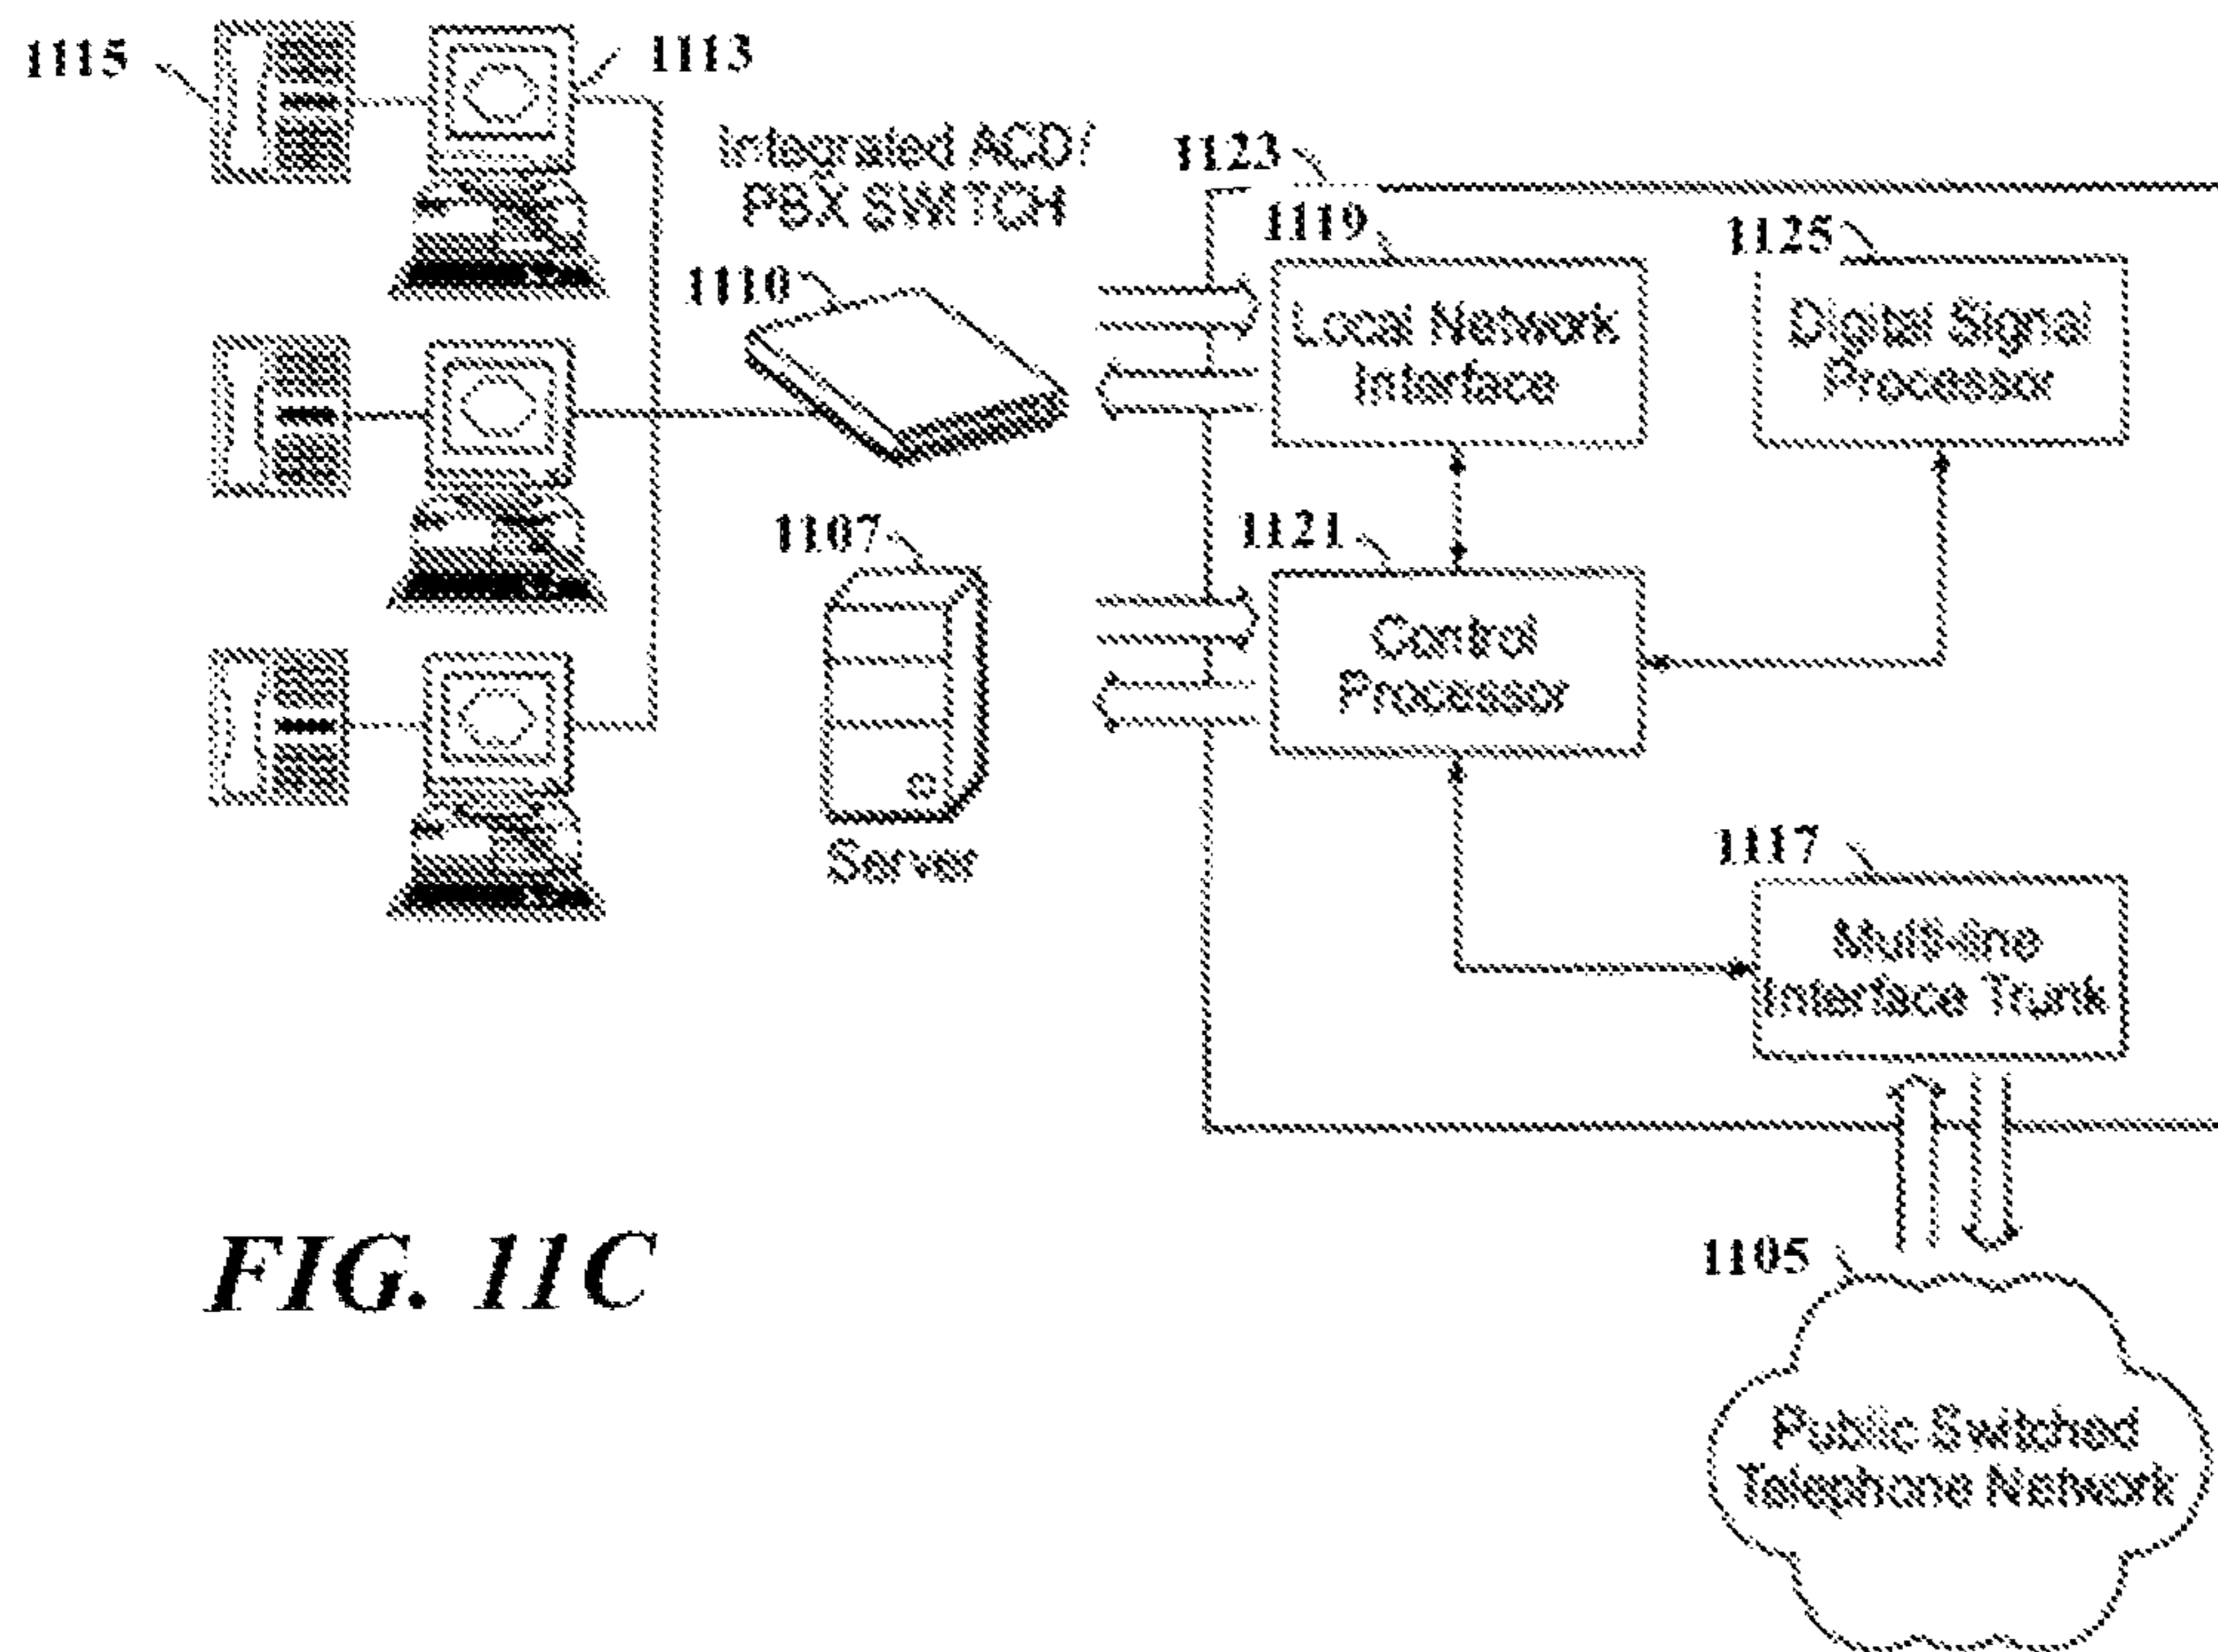 1115
1113
Integrated ACD/
PBX SWITCH
1123
1119
1125
1110
Local Network
Interface
Digital Signal
Processor
1107
1121
Control
Processor
Server
1117
Multi-line
Interface Trunk
FIG. 11C
1105
Public Switched
Telephone Network